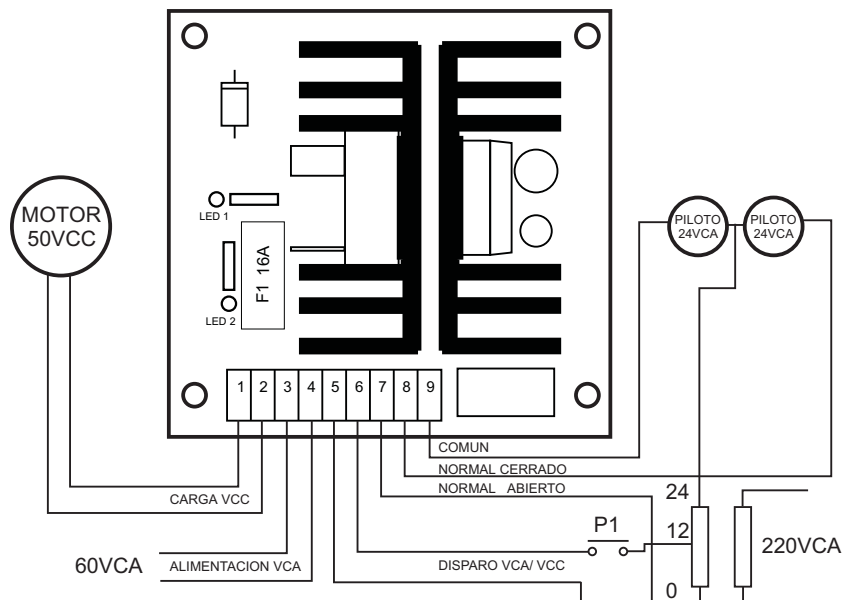 MOTOR
50VCC
LED 1
F1 16A
LED 2
PILOTO
24VCA
PILOTO
24VCA
1 2 3 4 5 6 7 8 9
COMUN
NORMAL CERRADO
NORMAL ABIERTO
CARGA VCC
24
P1
12
220VCA
60VCA
ALIMENTACION VCA
DISPARO VCA/ VCC
0